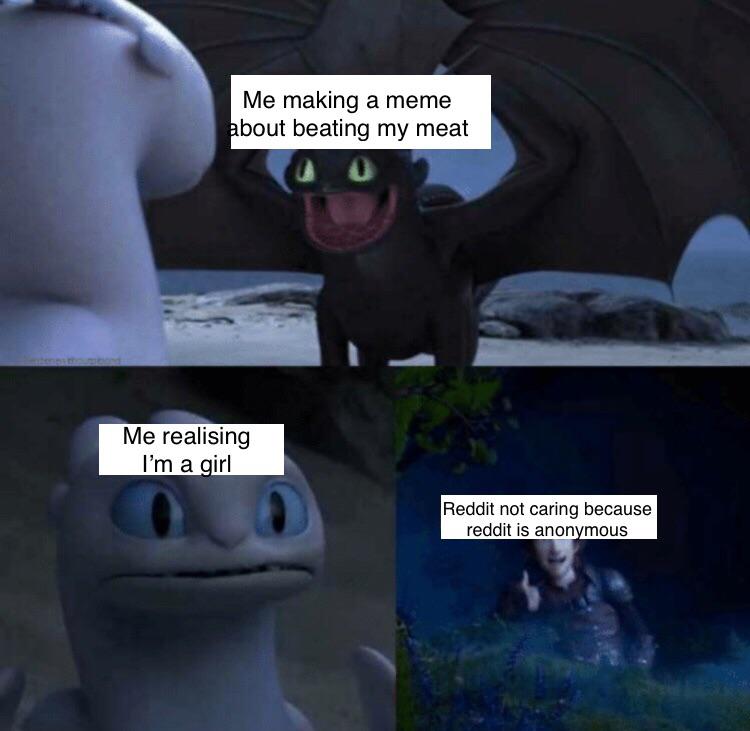 Me making a meme
about beating my meat
Me realising
I'm a girl
Reddit not caring because
reddit is anonymous